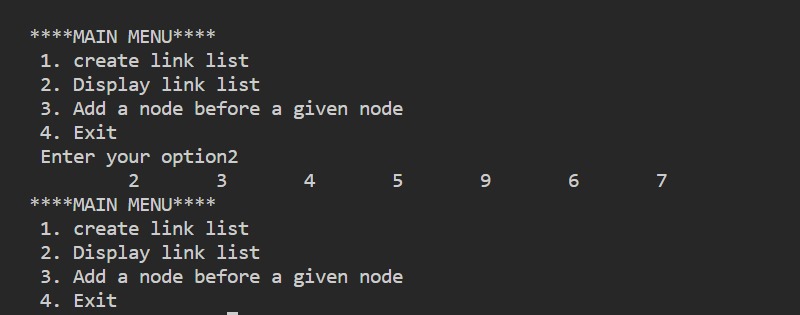 ****MAIN MENU****
1. create link list
2. Display link list
3. Add a node before a given node
4. Exit
Enter your option2
2 3 4 5 9 6 7
****MAIN MENU****
1. create link list
2. Display link list
3. Add a node before a given node
4. Exit